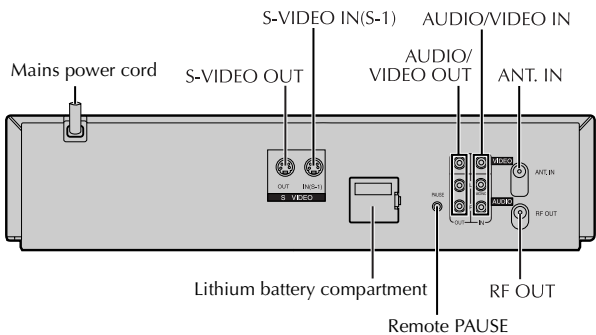 S-VIDEO IN(S-1)
AUDIO/VIDEO IN
AUDIO/
VIDEO OUT
ANT. IN
Mains power cord
S-VIDEO OUT
VIDEO
ANT. IN
OUT
IN(S-1)
S VIDEO
PAUSE
AUDIO
RF OUT
OUT
IN
Lithium battery compartment
RF OUT
Remote PAUSE